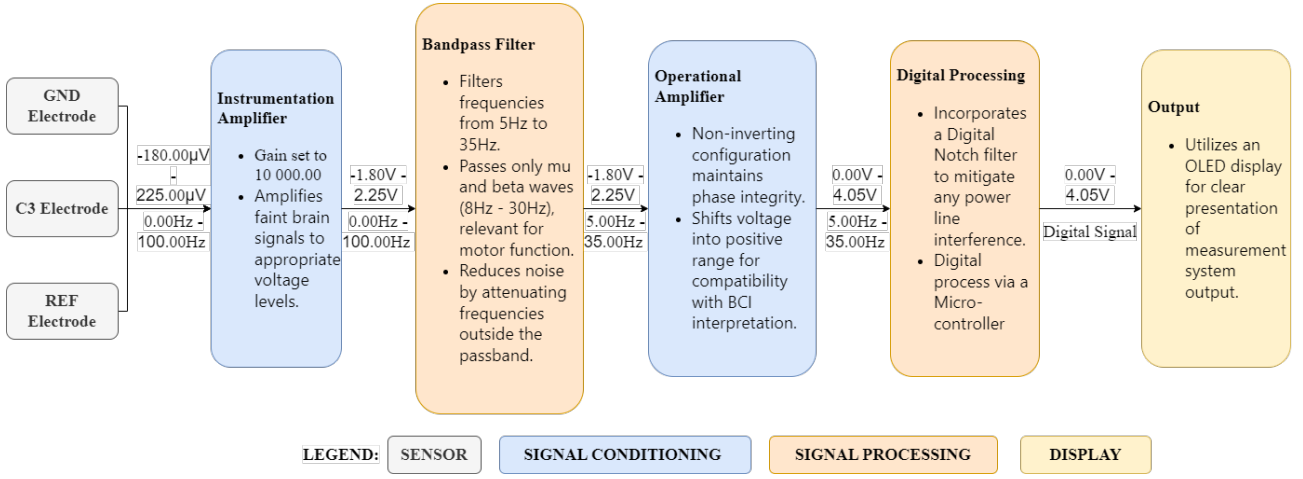 GND
Electrode
C3 Electrode
REF
Electrode
-180.00µV
-
225.00µV
0.00Hz -
100.00Hz
Instrumentation
Amplifier
• Gain set to
10 000.00
• Amplifies
faint brain
signals to
appropriate
voltage
levels.
-1.80V -
2.25V
0.00Hz -
100.00Hz
Bandpass Filter
• Filters
frequencies
from 5Hz to
35Hz.
• Passes only mu
and beta waves
(8Hz - 30Hz),
relevant for
motor function.
• Reduces noise
by attenuating
frequencies
outside the
passband.
-1.80V -
2.25V
5.00Hz -
35.00Hz
Operational
Amplifier
• Non-inverting
configuration
maintains
phase integrity.
• Shifts voltage
into positive
range for
compatibility
with BCI
interpretation.
0.00V -
4.05V
5.00Hz -
35.00Hz
Digital Processing
• Incorporates
a Digital
Notch filter
to mitigate
any power
line
interference.
• Digital
process via a
Micro-
controller
0.00V -
4.05V
Digital Signal
Output
• Utilizes an
OLED display
for clear
presentation
of
measurement
system
output.
LEGEND:
SENSOR
SIGNAL CONDITIONING
SIGNAL PROCESSING
DISPLAY